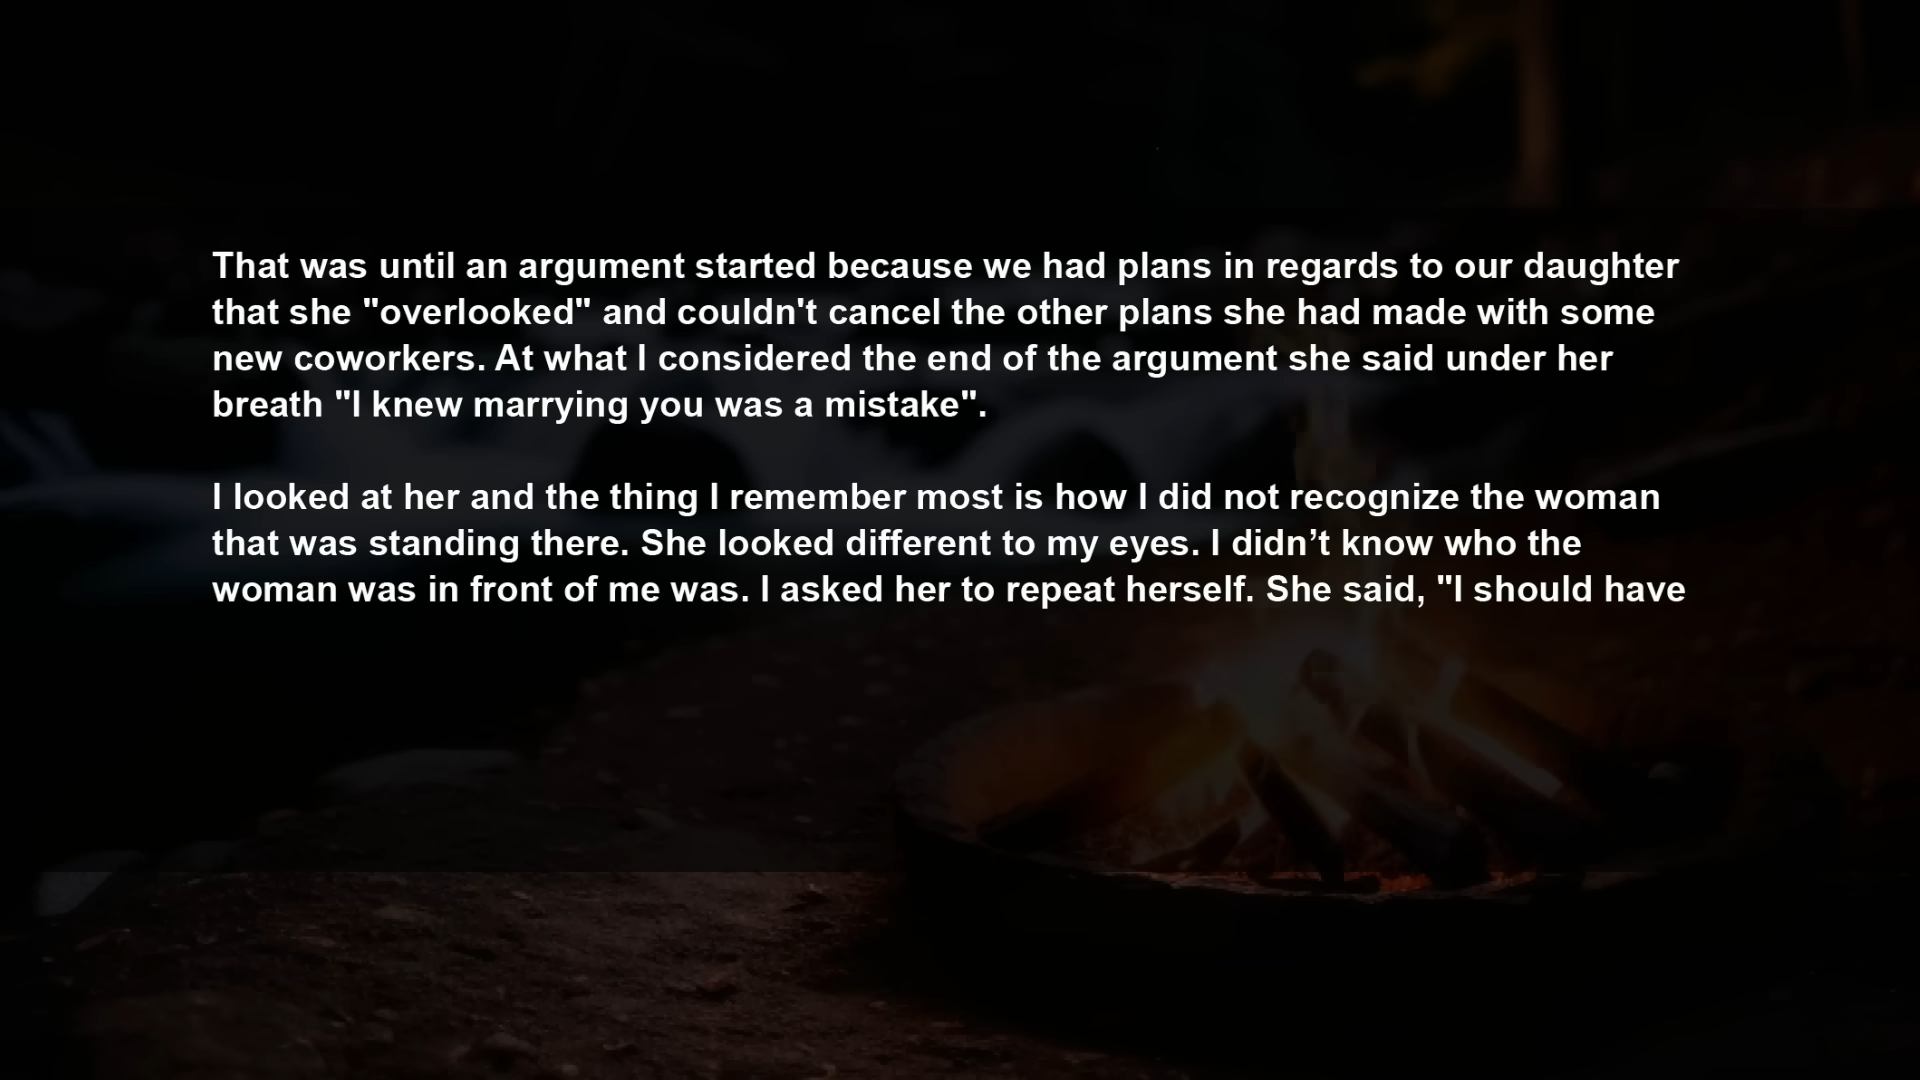 That was until an argument started because we had plans in regards to our daughter
that she "overlooked" and couldn't cancel the other plans she had made with some
new coworkers. At what I considered the end of the argument she said under her
breath "I knew marrying you was a mistake".
I looked at her and the thing I remember most is how I did not recognize the woman
that was standing there. She looked different to my eyes. I didn’t know who the
woman was in front of me was. I asked her to repeat herself. She said, "I should have